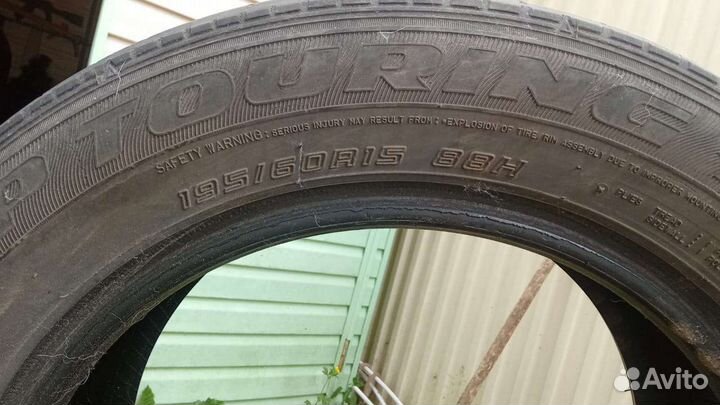 P TOURING
SAFETY WARNING: SERIOUS INJURY MAY RESULT FROM: •EXPLOSION OF TIRE RIM ASSEMBLY DUE TO IMPROPER MOUNTING
195/60R15 88H
PLIES
TREAD
Avito